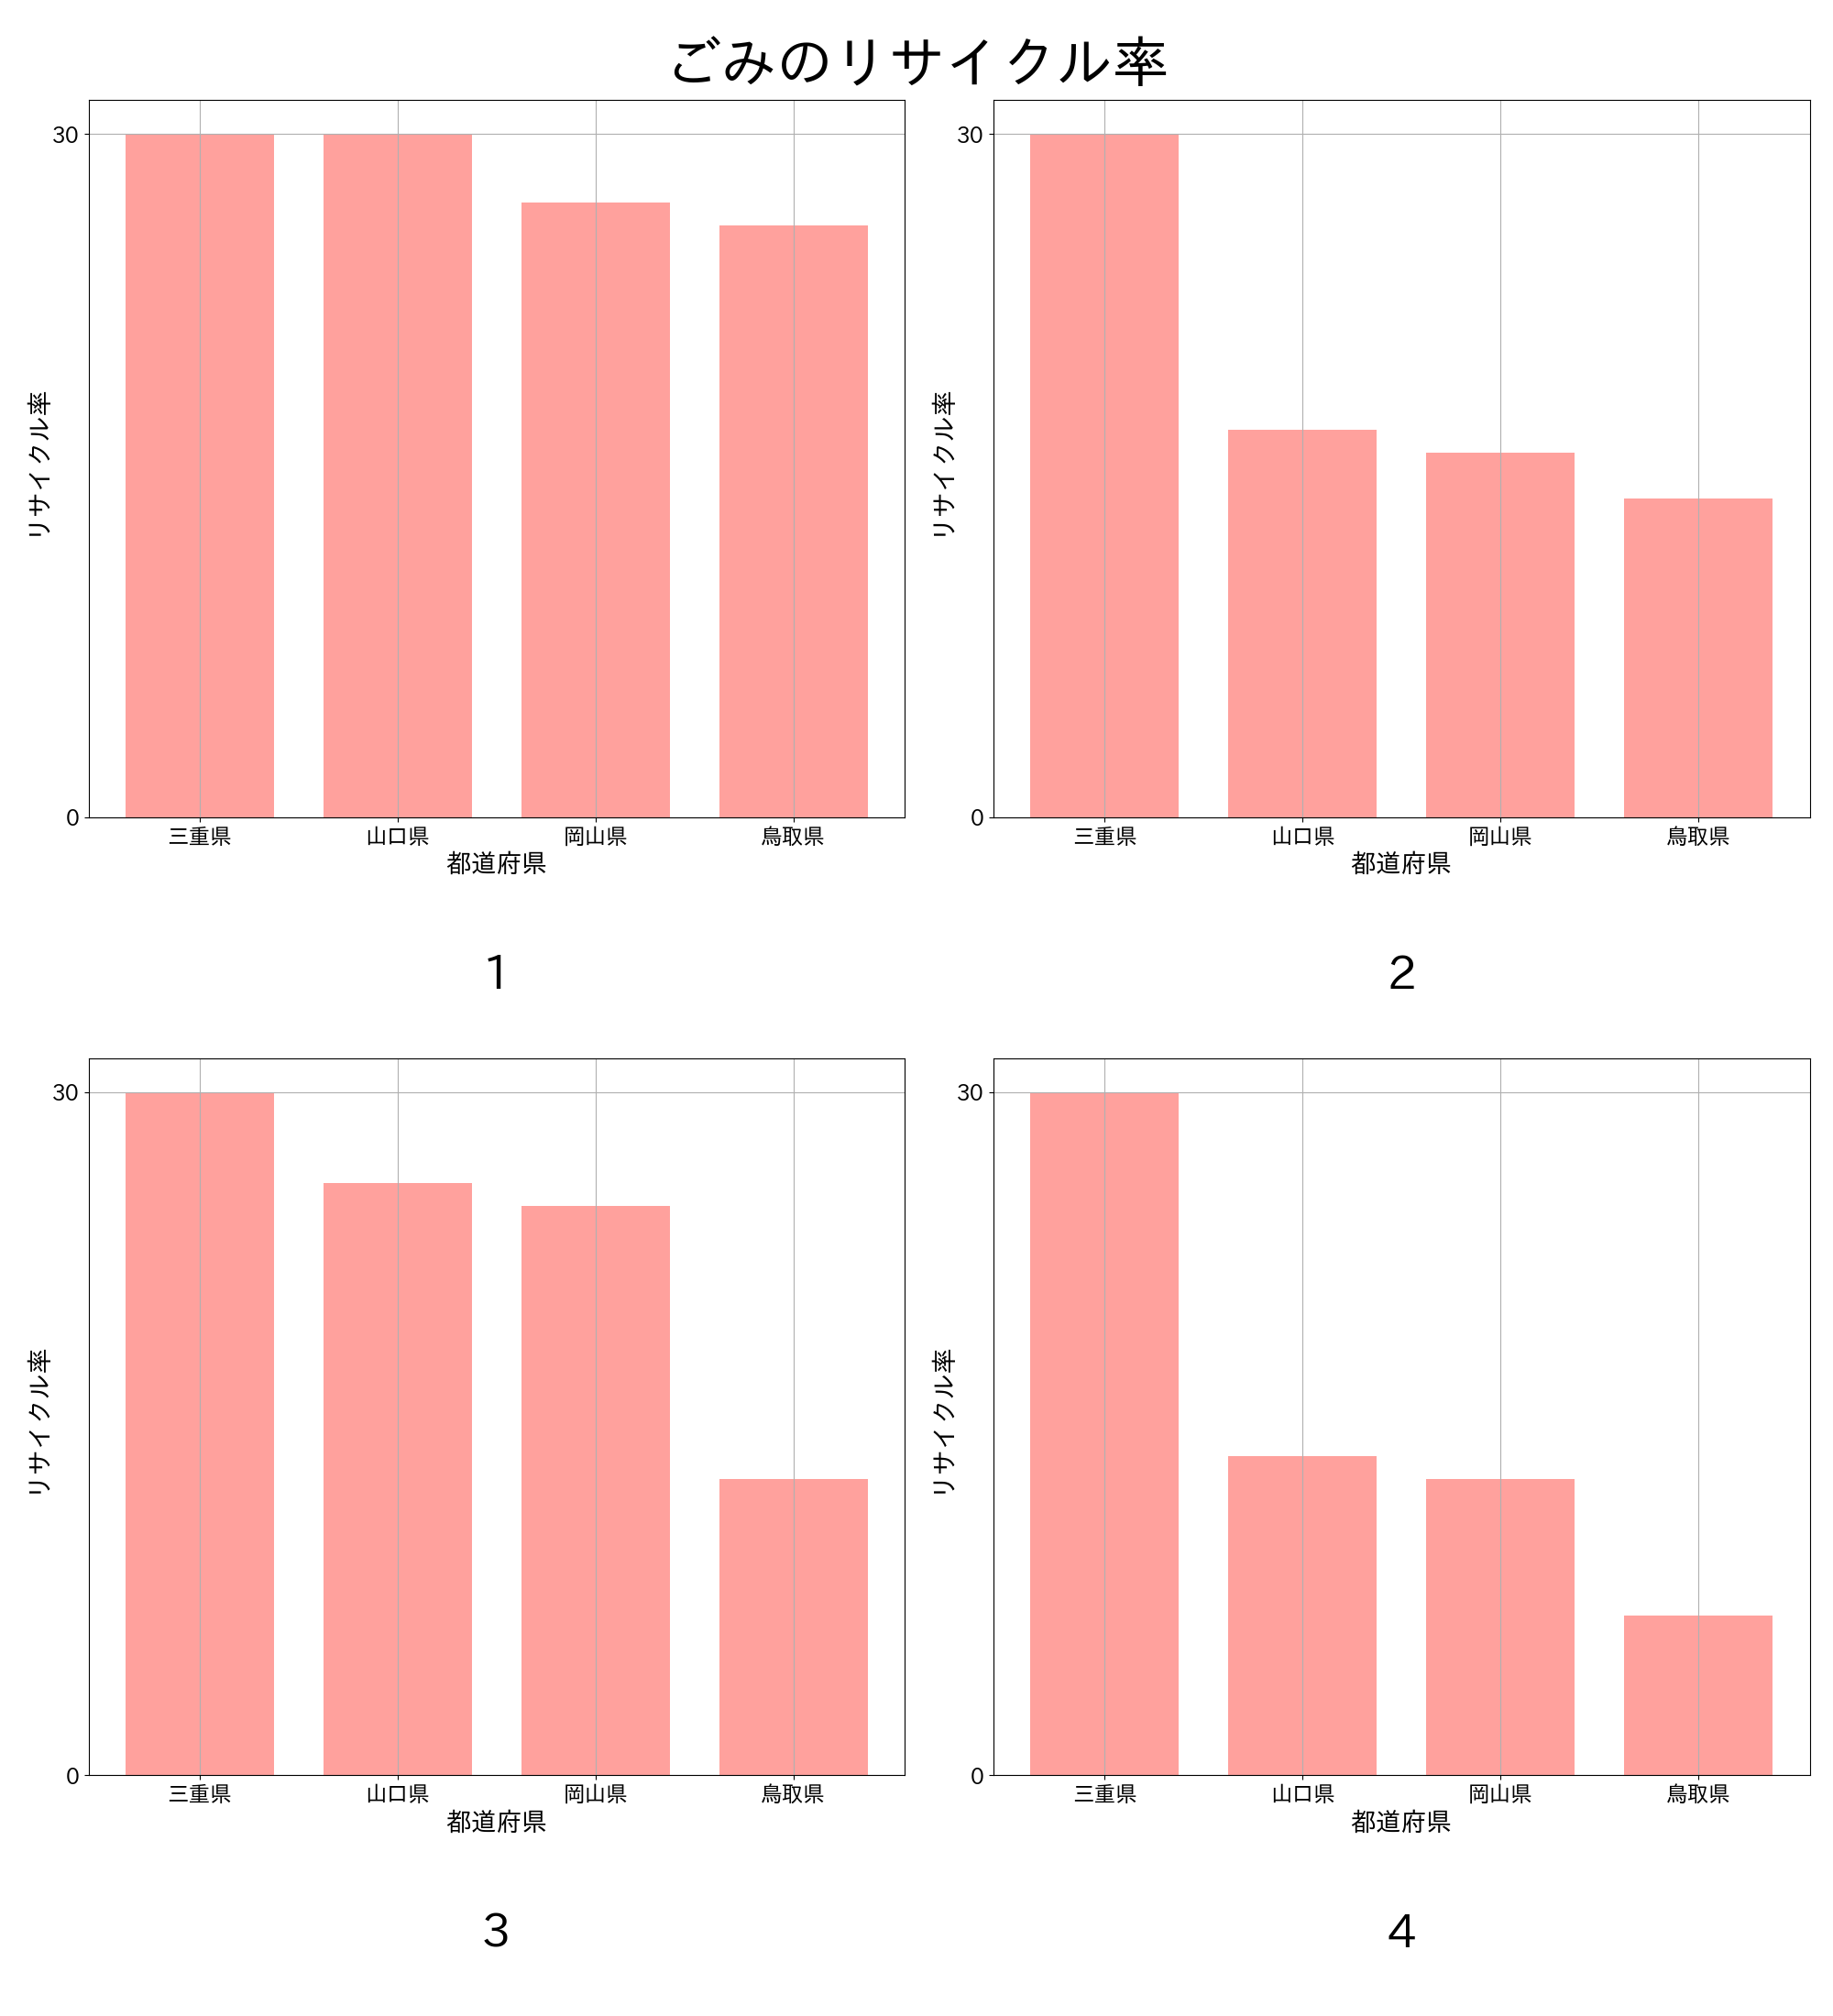 ごみのリサイクル率
30
0
リサイクル率
三重県 山口県 岡山県 鳥取県
都道府県
1
30
0
リサイクル率
三重県 山口県 岡山県 鳥取県
都道府県
2
30
0
リサイクル率
三重県 山口県 岡山県 鳥取県
都道府県
3
30
0
リサイクル率
三重県 山口県 岡山県 鳥取県
都道府県
4